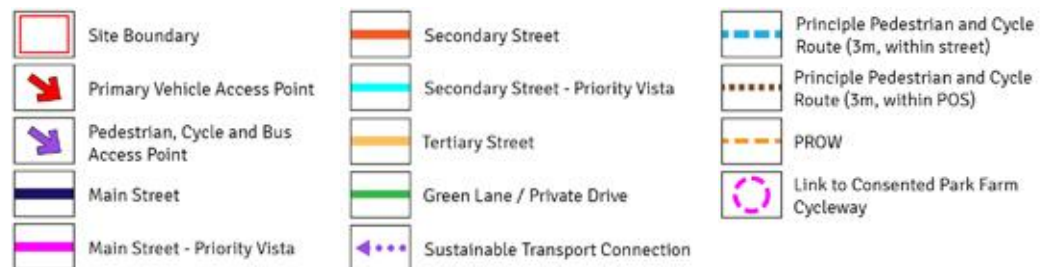 Site Boundary
Primary Vehicle Access Point
Pedestrian, Cycle and Bus
Access Point
Main Street
Main Street - Priority Vista
Secondary Street
Secondary Street - Priority Vista
Tertiary Street
Green Lane / Private Drive
Sustainable Transport Connection
Principle Pedestrian and Cycle
Route (3m, within street)
Principle Pedestrian and Cycle
Route (3m, within POS)
PROW
Link to Consented Park Farm
Cycleway